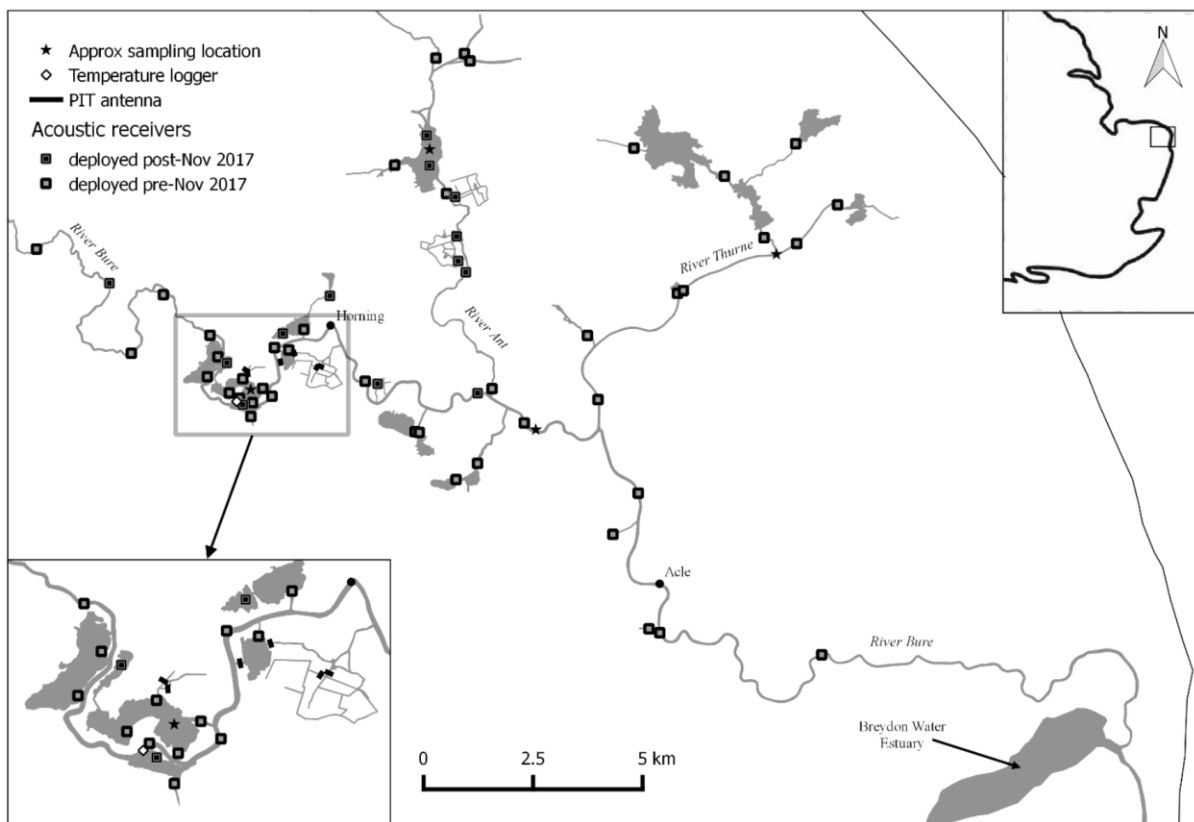 Approx sampling location
Temperature logger
PIT antenna
Acoustic receivers
deployed post-Nov 2017
deployed pre-Nov 2017
N
River Bure
Horning
River Ant
River Thurne
Acle
River Bure
Breydon Water
Estuary
0
2.5
5 km